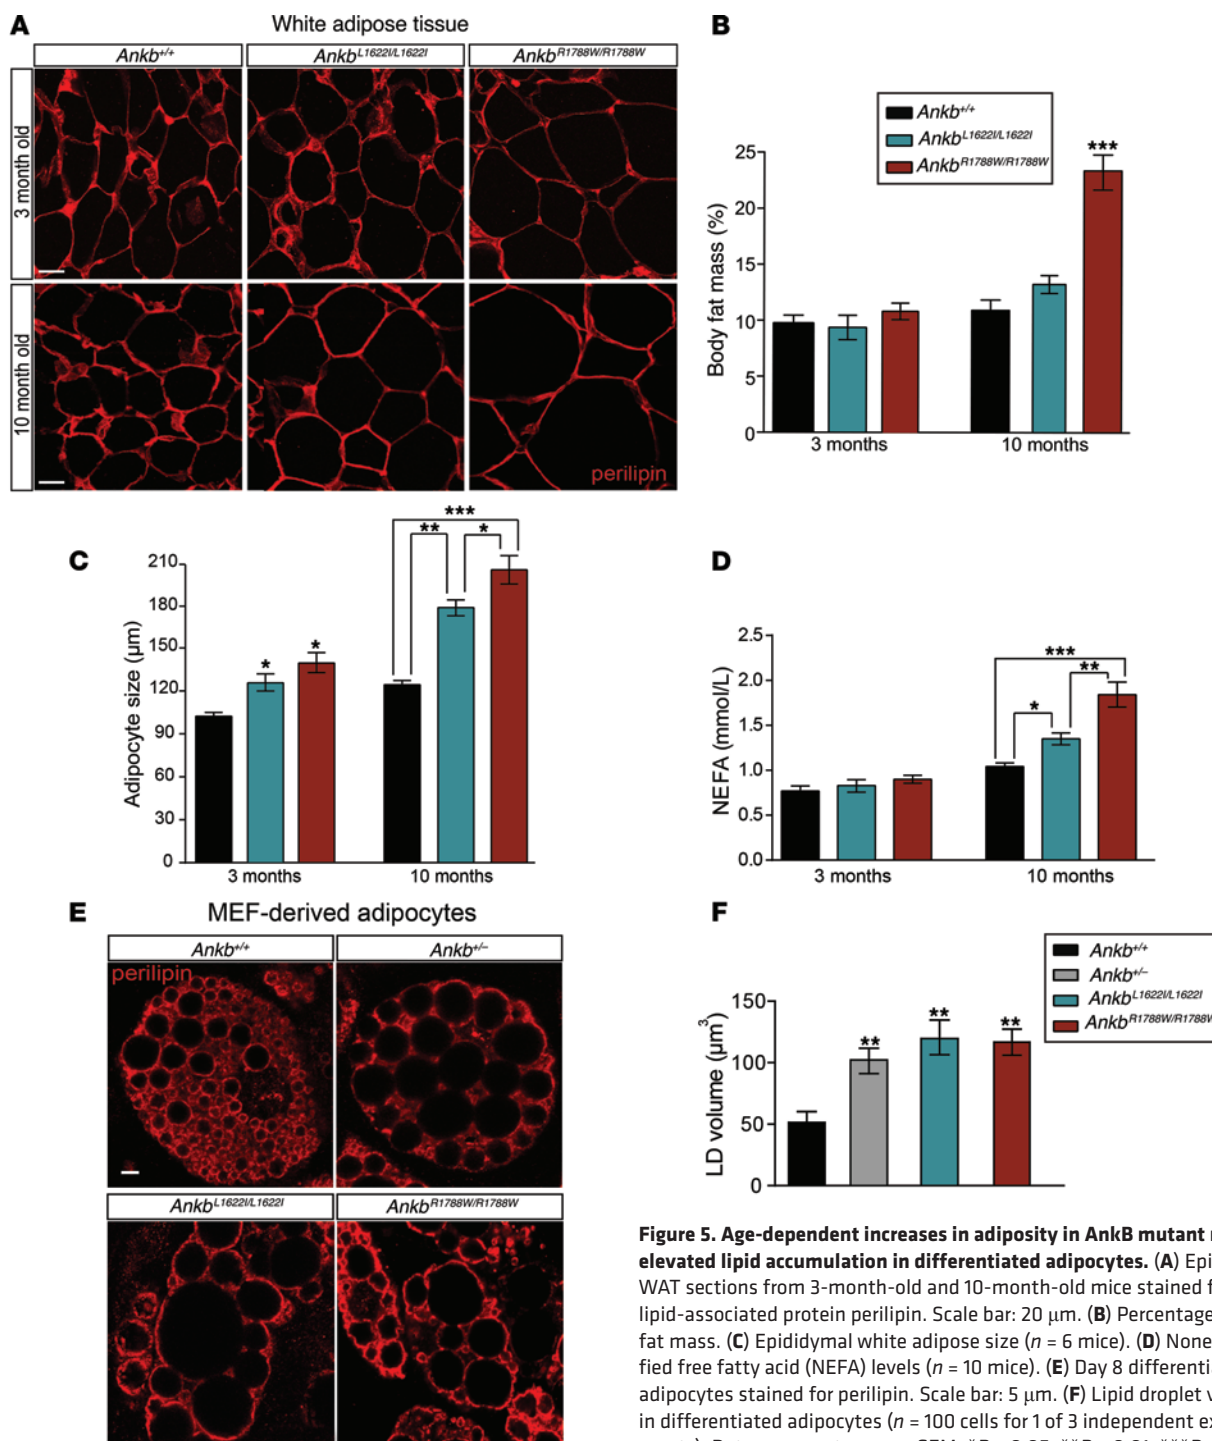 A
White adipose tissue
Ankb+/+
AnkbL1622I/L1622I
AnkbR1788W/R1788W
3 month old
10 month old
perilipin
B
Ankb+/+
AnkbL1622I/L1622I
AnkbR1788W/R1788W
Body fat mass (%)
25
20
15
10
5
0
***
3 months
10 months
C
Adipocyte size (µm)
210
180
150
120
90
60
30
0
*
*
**
***
*
3 months
10 months
D
NEFA (mmol/L)
2.5
2.0
1.5
1.0
0.5
0.0
***
**
*
3 months
10 months
E
MEF-derived adipocytes
Ankb+/+
Ankb+/–
perilipin
AnkbL1622I/L1622I
AnkbR1788W/R1788W
F
Ankb+/+
Ankb+/–
AnkbL1622I/L1622I
AnkbR1788W/R1788W
LD volume (µm3)
150
100
50
0
**
**
**
Figure 5. Age-dependent increases in adiposity in AnkB mutant
elevated lipid accumulation in differentiated adipocytes. (A) Epi
WAT sections from 3-month-old and 10-month-old mice stained f
lipid-associated protein perilipin. Scale bar: 20 µm. (B) Percentage
fat mass. (C) Epididymal white adipose size (n = 6 mice). (D) None
fied free fatty acid (NEFA) levels (n = 10 mice). (E) Day 8 differentia
adipocytes stained for perilipin. Scale bar: 5 µm. (F) Lipid droplet v
in differentiated adipocytes (n = 100 cells for 1 of 3 independent ex